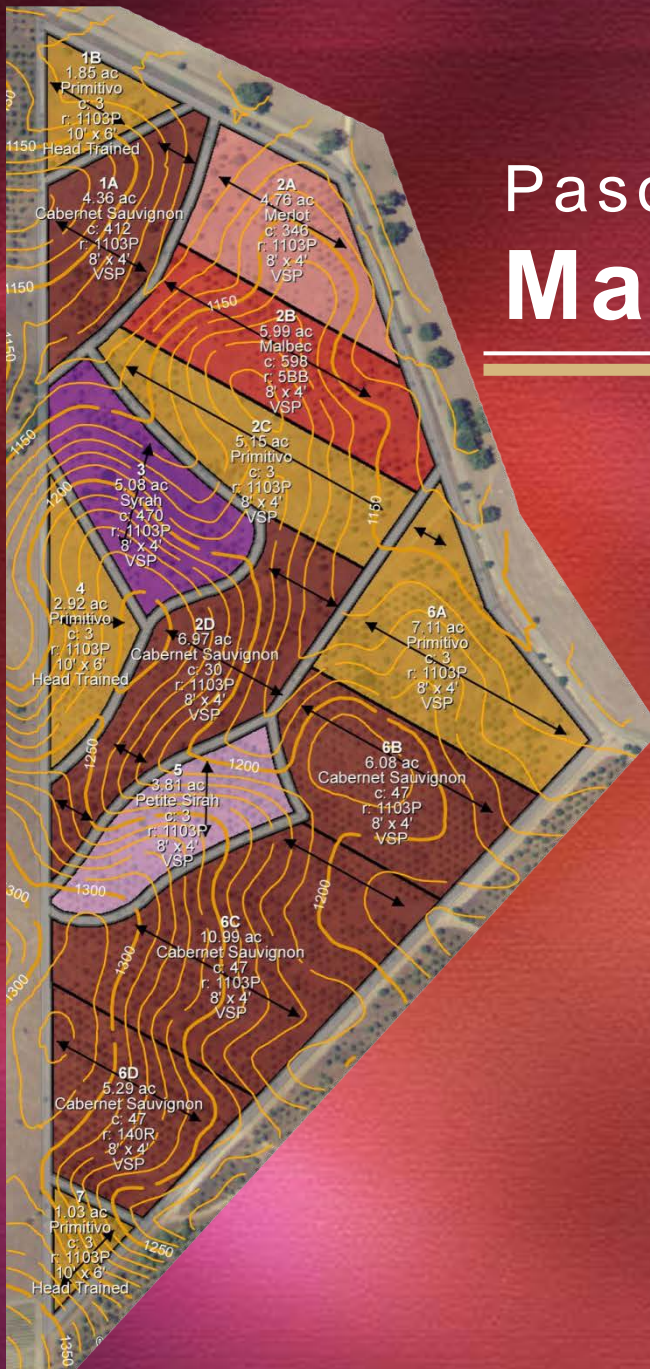 1B
1.85 ac
Primitivo
c: 3
r: 1103P
10' x 6'
Head Trained
1150
1150
1150
1A
4.36 ac
Cabernet Sauvignon
c: 412
r: 1103P
8' x 4'
VSP
2A
4.76 ac
Merlot
c: 346
r: 1103P
8' x 4'
VSP
Paso
Ma
1150
2B
5.99 ac
Malbec
c: 598
r: 5BB
8' x 4'
VSP
1150
2C
5.15 ac
Primitivo
c: 3
r: 1103P
8' x 4'
VSP
1150
3
5.08 ac
Syrah
c: 470
r: 1103P
8' x 4'
VSP
1200
4
2.92 ac
Primitivo
c: 3
r: 1103P
10' x 6'
Head Trained
2D
6.97 ac
Cabernet Sauvignon
c: 30
r: 1103P
8' x 4'
VSP
6A
7.11 ac
Primitivo
c: 3
r: 1103P
8' x 4'
VSP
1250
1200
6B
6.08 ac
Cabernet Sauvignon
c: 47
r: 1103P
8' x 4'
VSP
5
3.81 ac
Petite Sirah
c: 3
r: 1103P
8' x 4'
VSP
1300
1300
1200
6C
10.99 ac
Cabernet Sauvignon
c: 47
r: 1103P
8' x 4'
VSP
1300
1300
6D
5.29 ac
Cabernet Sauvignon
c: 47
r: 140R
8' x 4'
VSP
7
1.03 ac
Primitivo
c: 3
r: 1103P
10' x 6'
Head Trained
1250
1350